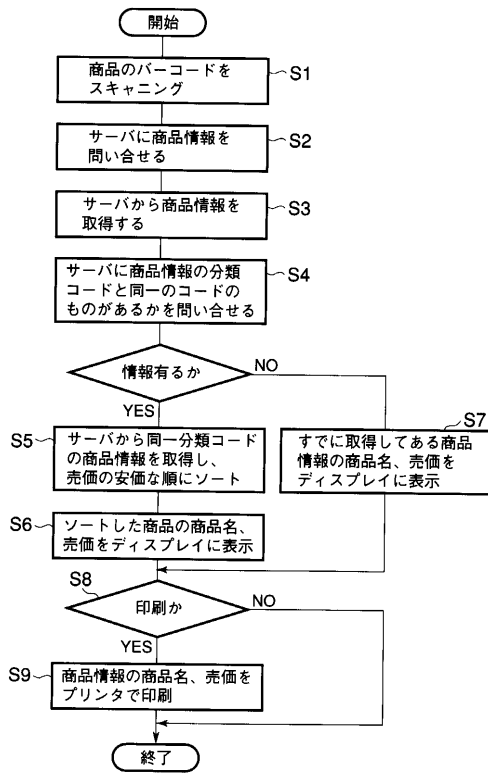 開始
商品のバーコードを
スキャニング
S1
サーバに商品情報を
問い合せる
S2
サーバから商品情報を
取得する
S3
サーバに商品情報の分類
コードと同一のコードの
ものがあるかを問い合せる
S4
情報有るか
NO
YES
S5
サーバから同一分類コード
の商品情報を取得し、
売価の安価な順にソート
S7
すでに取得してある商品
情報の商品名、売価を
ディスプレイに表示
S6
ソートした商品の商品名、
売価をディスプレイに表示
S8
印刷か
NO
YES
S9
商品情報の商品名、売価を
プリンタで印刷
終了